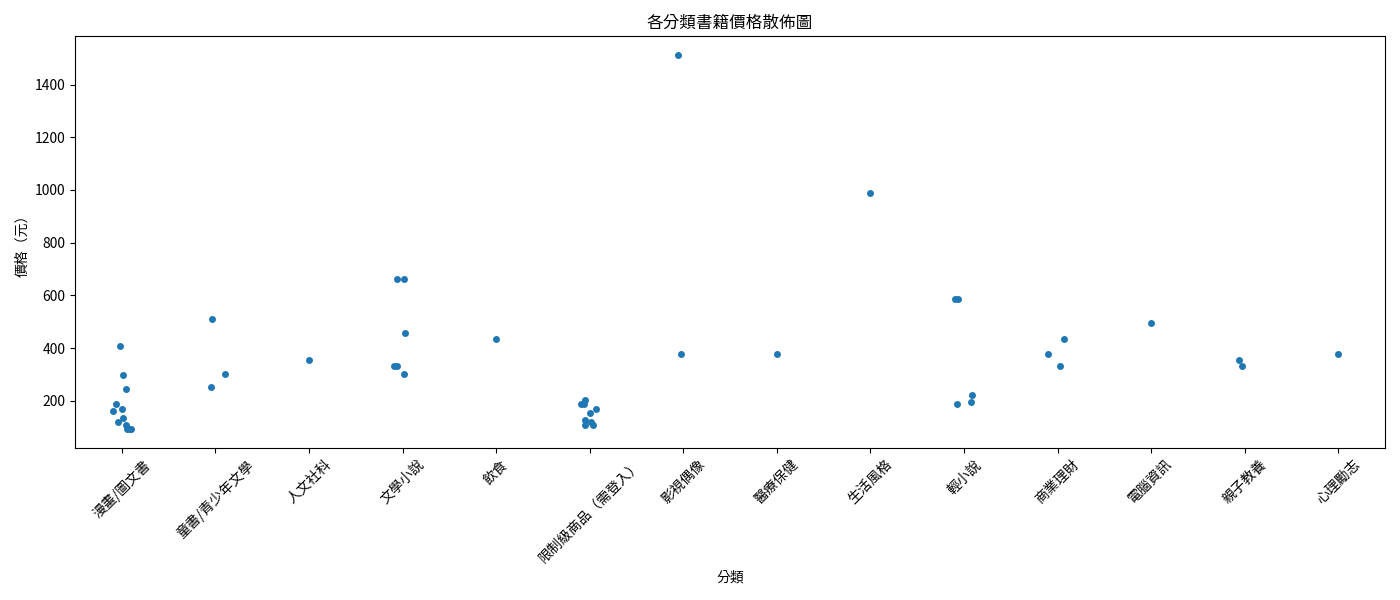 各分類書籍價格散佈圖
價格（元）
1400
1200
1000
800
600
400
200
漫畫/圖文書
童書/青少年文學
人文社科
文學小說
飲食
限制級商品（需登入）
影視偶像
醫療保健
生活風格
輕小說
商業理財
電腦資訊
親子教養
心理勵志
分類